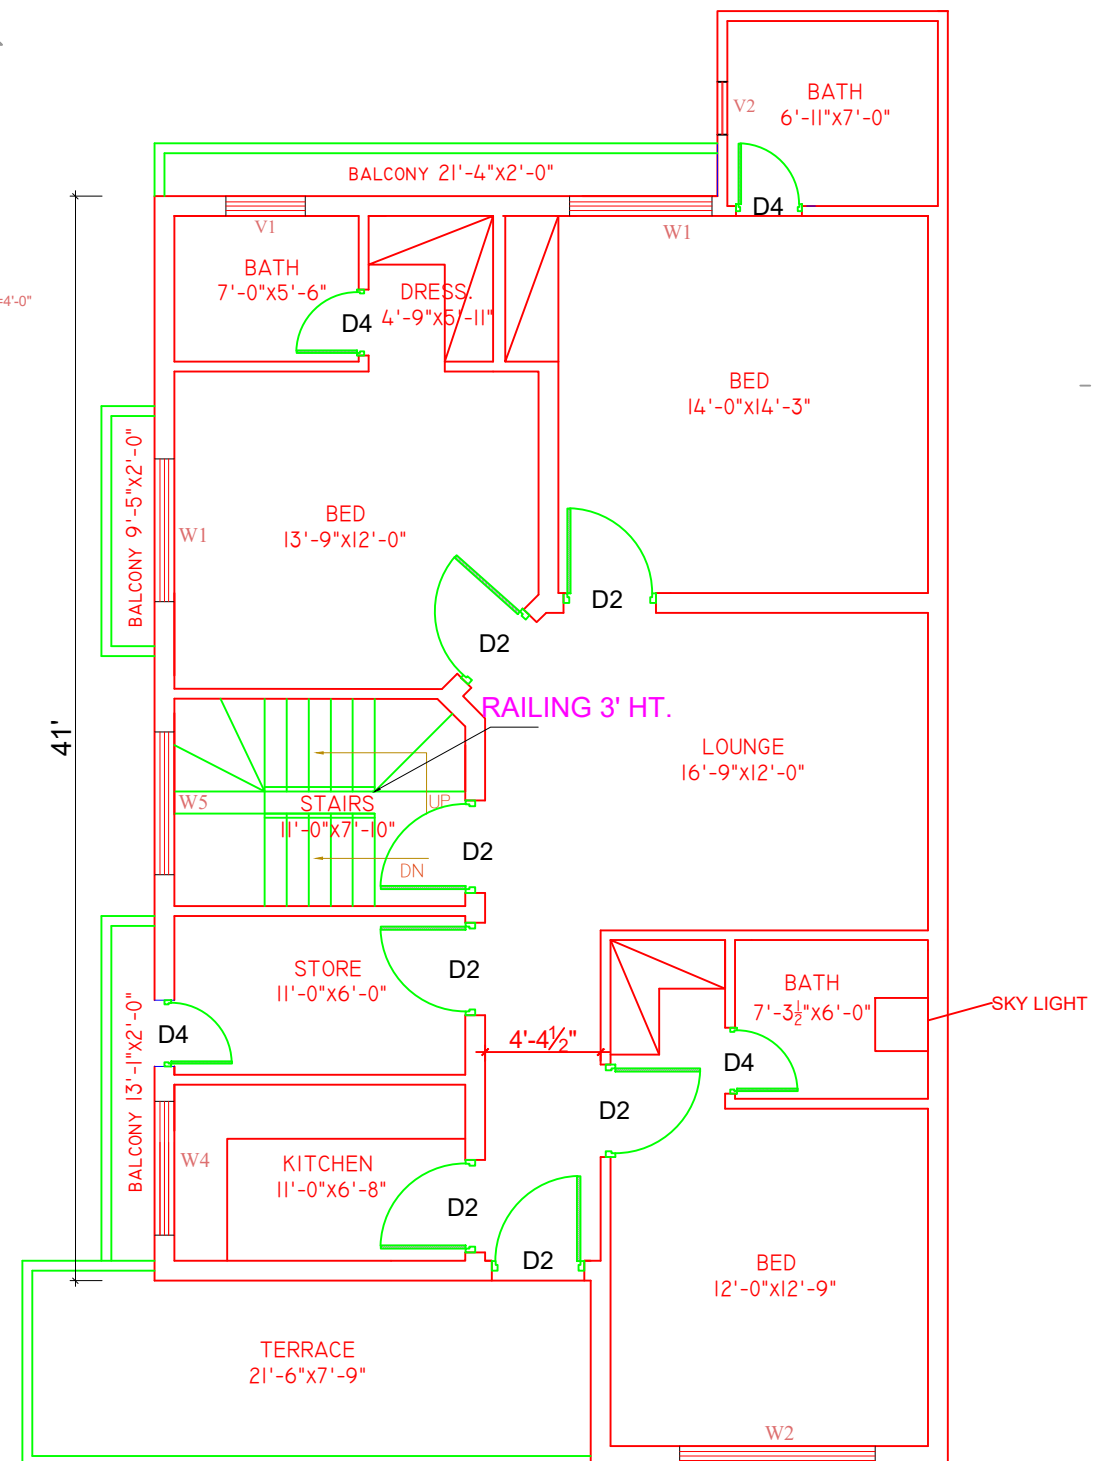 BATH
6'-11"x7'-0"
V2
BALCONY 21'-4"x2'-0"
D4
V1
W1
BATH
7'-0"x5'-6"
DRESS.
4'-9"x5'-11"
=4'-0"
D4
BED
14'-0"x14'-3"
BALCONY 9'-5"x2'-0"
W1
BED
13'-9"x12'-0"
D2
D2
RAILING 3' HT.
41'
LOUNGE
16'-9"x12'-0"
W5
STAIRS
11'-0"x7'-10"
UP
D2
DN
STORE
11'-0"x6'-0"
D2
BATH
7'-3½"x6'-0"
SKY LIGHT
D4
4'-4½"
D4
BALCONY 13'-1"x2'-0"
D2
W4
KITCHEN
11'-0"x6'-8"
D2
D2
BED
12'-0"x12'-9"
TERRACE
21'-6"x7'-9"
W2